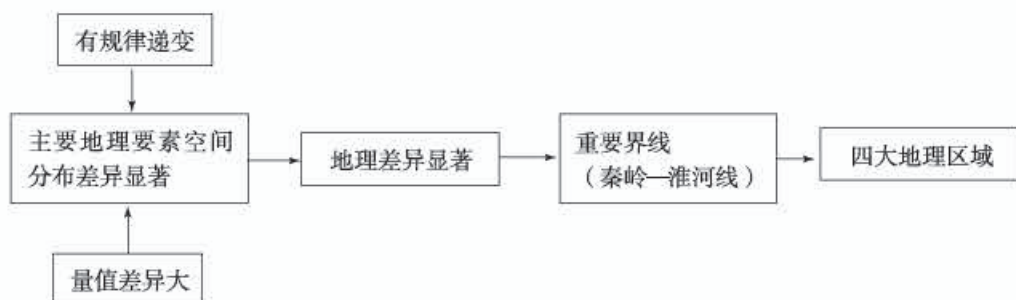 有规律递变
主要地理要素空间
分布差异显著
地理差异显著
重要界线
（秦岭—淮河线）
四大地理区域
量值差异大